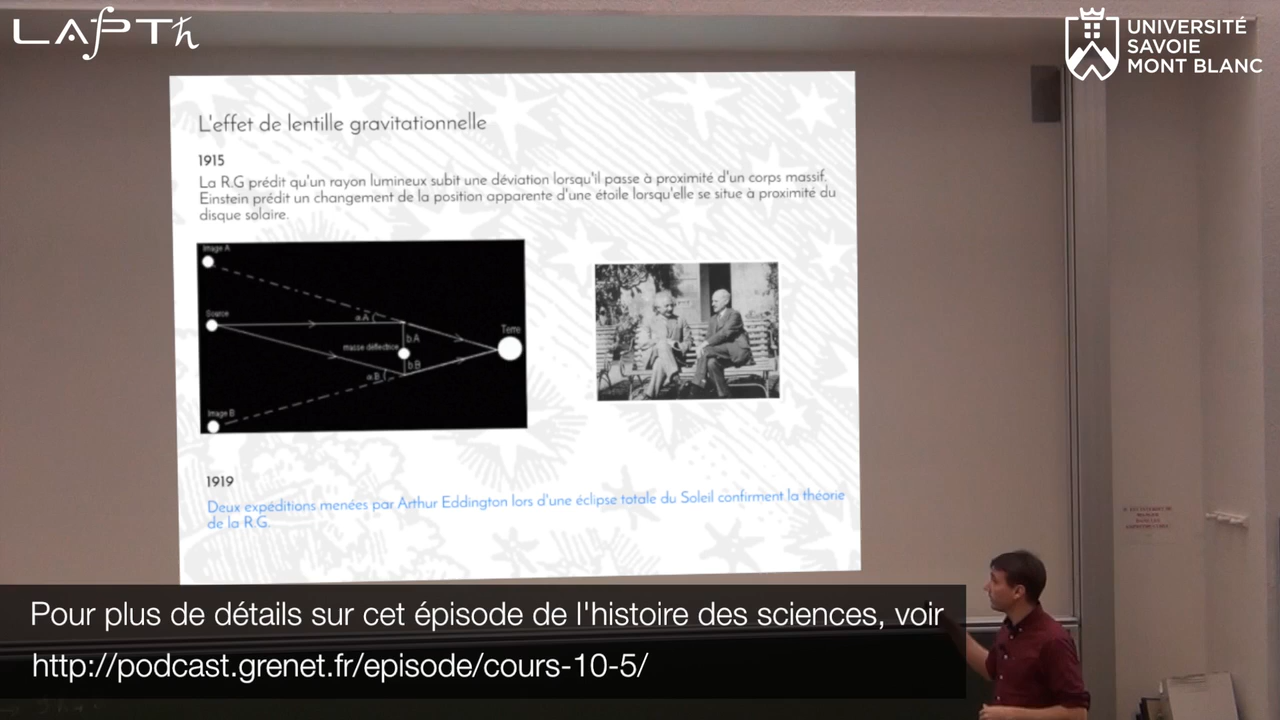 LAPTh
UNIVERSITÉ
SAVOIE
MONT BLANC
L'effet de lentille gravitationnelle
1915
La R.G prédit qu'un rayon lumineux subit une déviation lorsqu'il passe à proximité d'un corps massif.
Einstein prédit un changement de la position apparente d'une étoile lorsqu'elle se situe à proximité du
disque solaire.
Image A
Source
αA
bA
Terre
masse déflectrice
bB
αB
Image B
1919
Deux expéditions menées par Arthur Eddington lors d'une éclipse totale du Soleil confirment la théorie
de la R.G.
Pour plus de détails sur cet épisode de l'histoire des sciences, voir
http://podcast.grenet.fr/episode/cours-10-5/